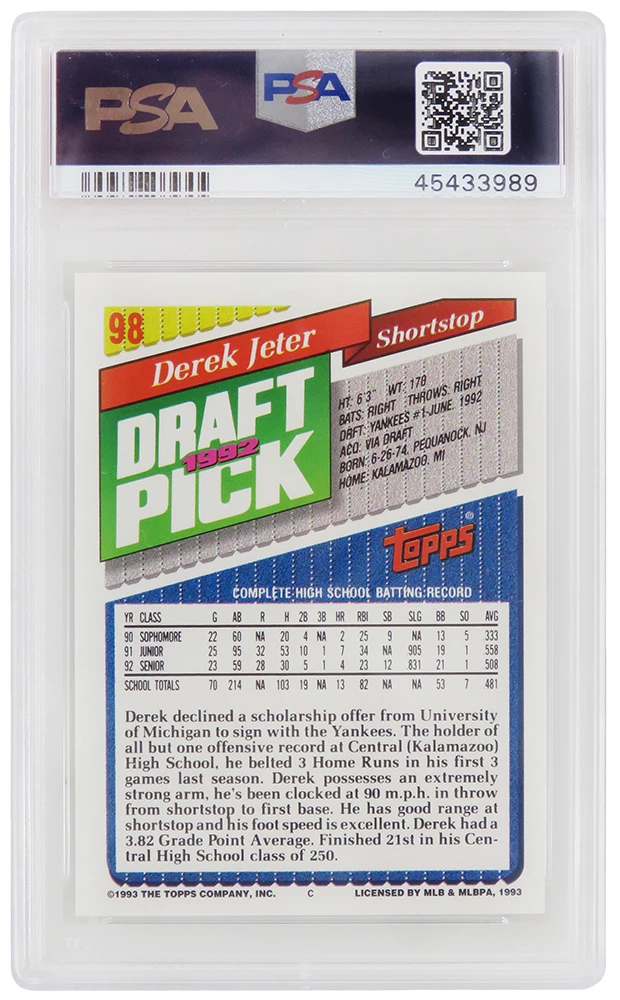 PSA PSA
45433989
98
Derek Jeter Shortstop
DRAFT
1992
PICK
HT: 6'3" WT: 178
BATS: RIGHT THROWS: RIGHT
DRFT: YANKEES #1-JUNE, 1992
ACQ: VIA DRAFT
BORN: 6-26-74, PEQUANOCK, NJ
HOME: KALAMAZOO, MI
topps®
COMPLETE HIGH SCHOOL BATTING RECORD
YR CLASS G AB R H 2B 3B HR RBI SB SLG BB SO AVG
90 SOPHOMORE 22 60 NA 20 4 NA 2 25 9 NA 13 5 333
91 JUNIOR 25 95 32 53 10 1 7 34 NA 905 19 1 558
92 SENIOR 23 59 28 30 5 1 4 23 12 831 21 1 508
SCHOOL TOTALS 70 214 NA 103 19 NA 13 82 NA NA 53 7 481
Derek declined a scholarship offer from University
of Michigan to sign with the Yankees. The holder of
all but one offensive record at Central (Kalamazoo)
High School, he belted 3 Home Runs in his first 3
games last season. Derek possesses an extremely
strong arm, he's been clocked at 90 m.p.h. in throw
from shortstop to first base. He has good range at
shortstop and his foot speed is excellent. Derek had a
3.82 Grade Point Average. Finished 21st in his Cen-
tral High School class of 250.
©1993 THE TOPPS COMPANY, INC. C LICENSED BY MLB & MLBPA, 1993